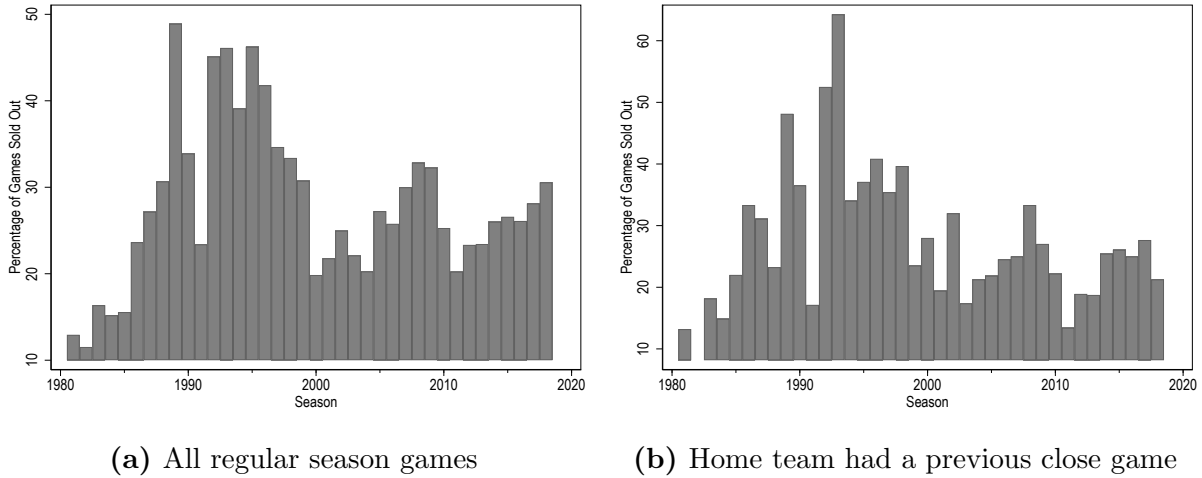 Percentage of Games Sold Out
50
40
30
20
10
1980 1990 2000 2010 2020
Season
(a) All regular season games
Percentage of Games Sold Out
60
50
40
30
20
10
1980 1990 2000 2010 2020
Season
(b) Home team had a previous close game